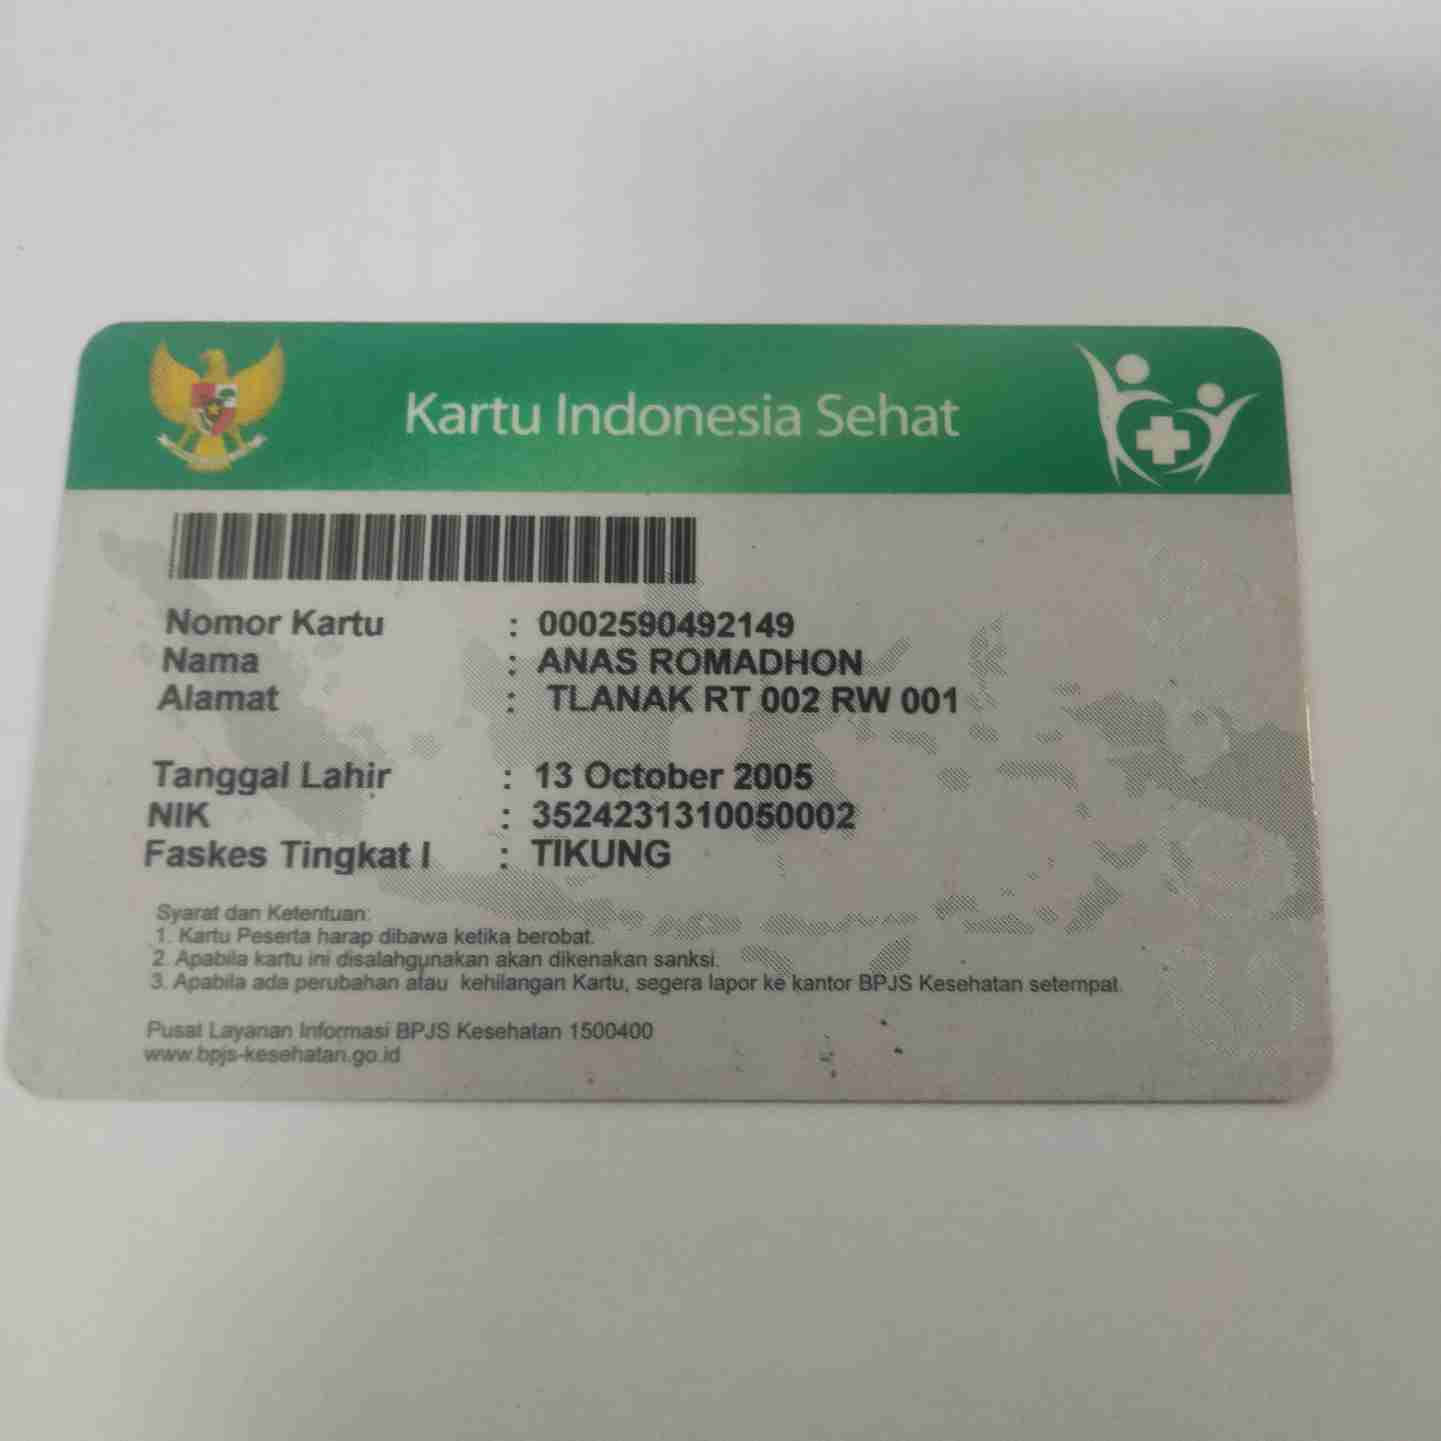 Kartu Indonesia Sehat
Nomor Kartu : 0002590492149
Nama : ANAS ROMADHON
Alamat : TLANAK RT 002 RW 001
Tanggal Lahir : 13 October 2005
NIK : 3524231310050002
Faskes Tingkat I : TIKUNG
Syarat dan Ketentuan:
1. Kartu Peserta harap dibawa ketika berobat.
2. Apabila kartu ini disalahgunakan akan dikenakan sanksi.
3. Apabila ada perubahan atau kehilangan Kartu, segera lapor ke kantor BPJS Kesehatan setempat.
Pusat Layanan Informasi BPJS Kesehatan 1500400
www.bpjs-kesehatan.go.id